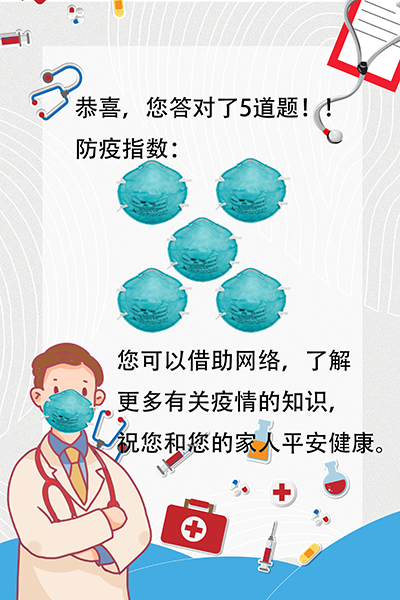 恭喜，您答对了5道题！！
防疫指数：
您可以借助网络，了解
更多有关疫情的知识，
祝您和您的家人平安健康。